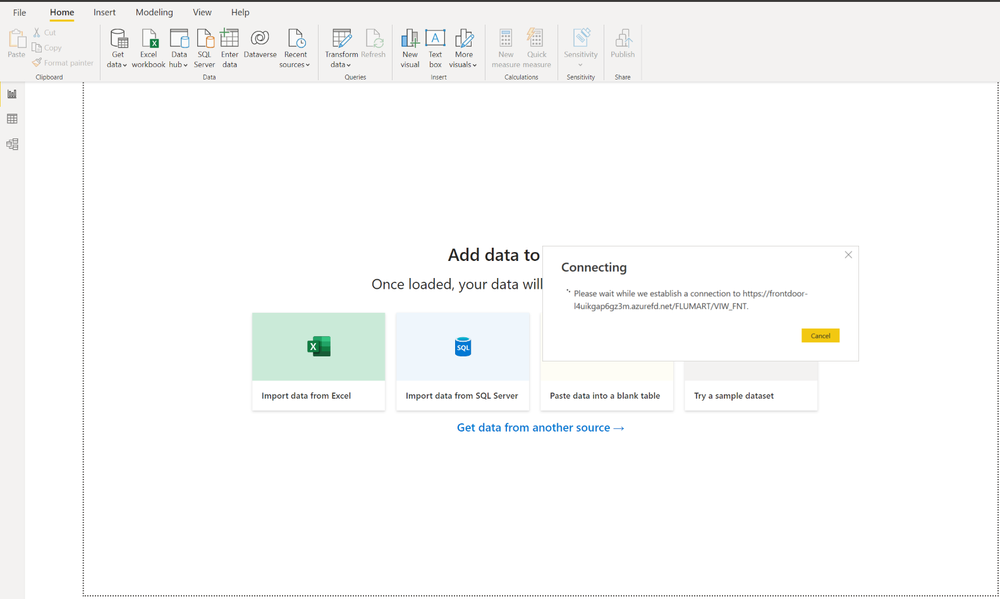 File Home Insert Modeling View Help
Paste
Cut
Copy
Format painter
Clipboard
Get data
Excel workbook
Data hub
SQL Server
Enter data
Dataverse
Recent sources
Data
Transform data
Refresh
Queries
New visual
A
Text box
More visuals
Insert
New measure
Quick measure
Calculations
Sensitivity
Sensitivity
Publish
Share
Add data to
Once loaded, your data will
Connecting
Please wait while we establish a connection to https://frontdoor-
l4uikgap6gz3m.azurefd.net/FLUMART/VIW_FNT.
Cancel
X
SQL
Import data from Excel
Import data from SQL Server
Paste data into a blank table
Try a sample dataset
Get data from another source →